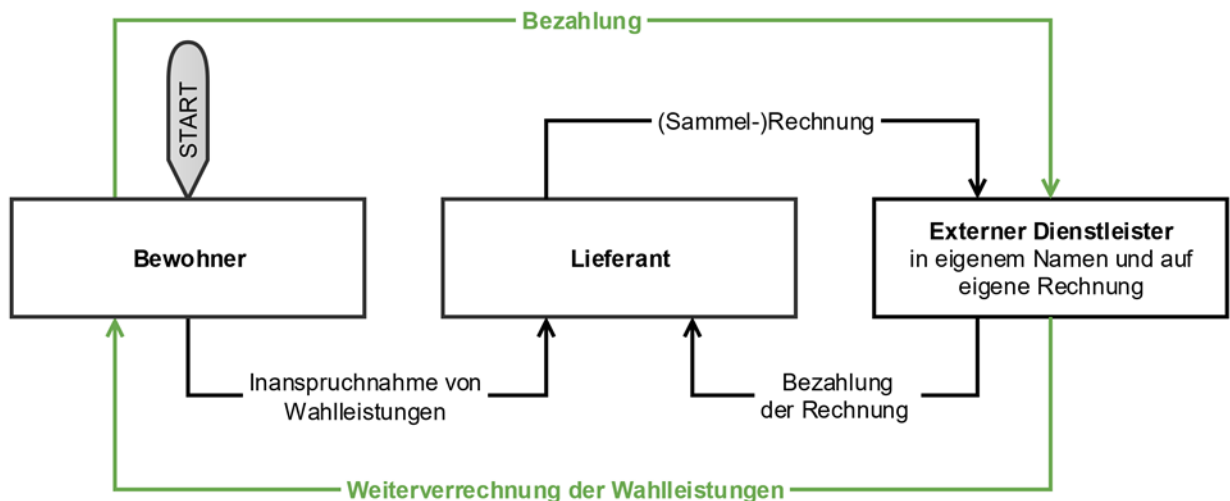 Bezahlung
START
(Sammel-)Rechnung
Bewohner
Lieferant
Externer Dienstleister
in eigenem Namen und auf
eigene Rechnung
Inanspruchnahme von
Wahlleistungen
Bezahlung
der Rechnung
Weiterverrechnung der Wahlleistungen